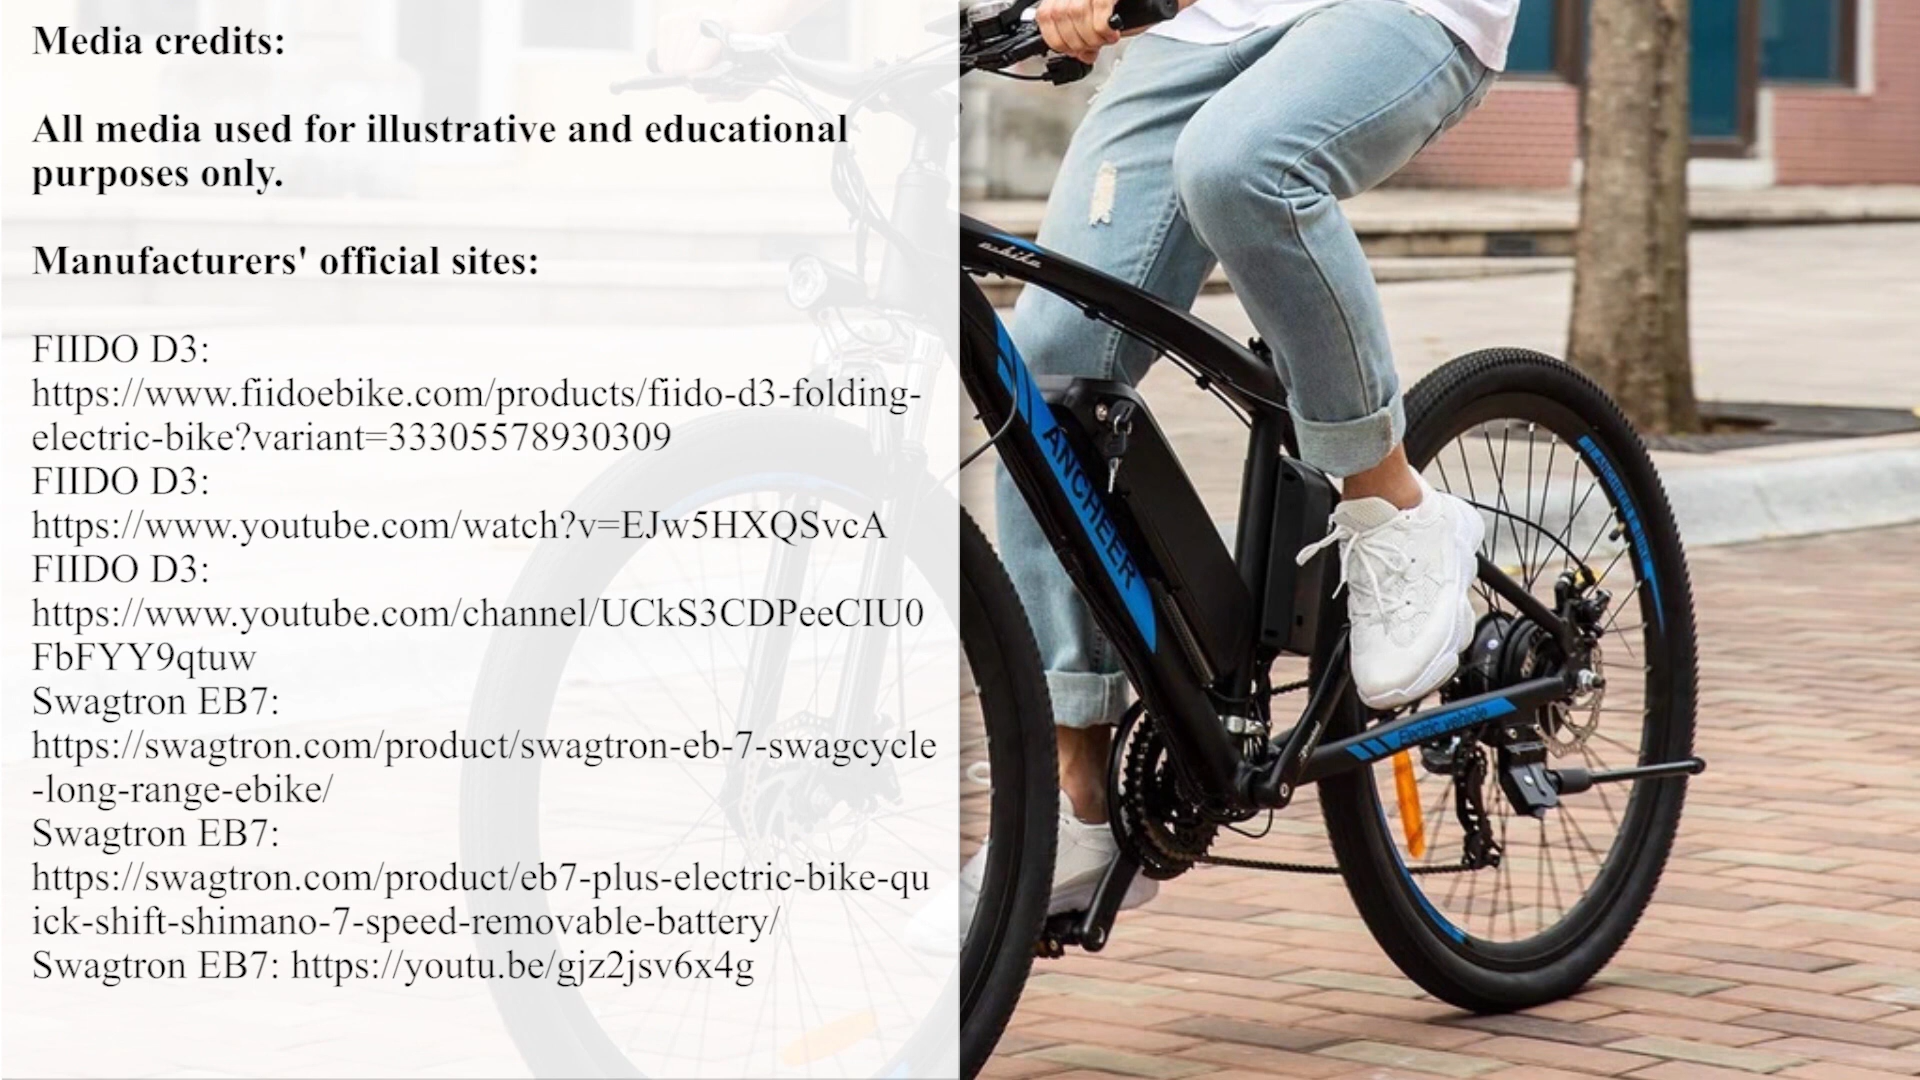 Media credits:
All media used for illustrative and educational
purposes only.
Manufacturers' official sites:
FIIDO D3:
https://www.fiidoebike.com/products/fiido-d3-folding-
electric-bike?variant=33305578930309
FIIDO D3:
https://www.youtube.com/watch?v=EJw5HXQSvcA
FIIDO D3:
https://www.youtube.com/channel/UCkS3CDPeeCIU0
FbFYY9qtuw
Swagtron EB7:
https://swagtron.com/product/swagtron-eb-7-swagcycle
-long-range-ebike/
Swagtron EB7:
https://swagtron.com/product/eb7-plus-electric-bike-qu
ick-shift-shimano-7-speed-removable-battery/
Swagtron EB7: https://youtu.be/gjz2jsv6x4g
ANCHEER
Electric vehicle